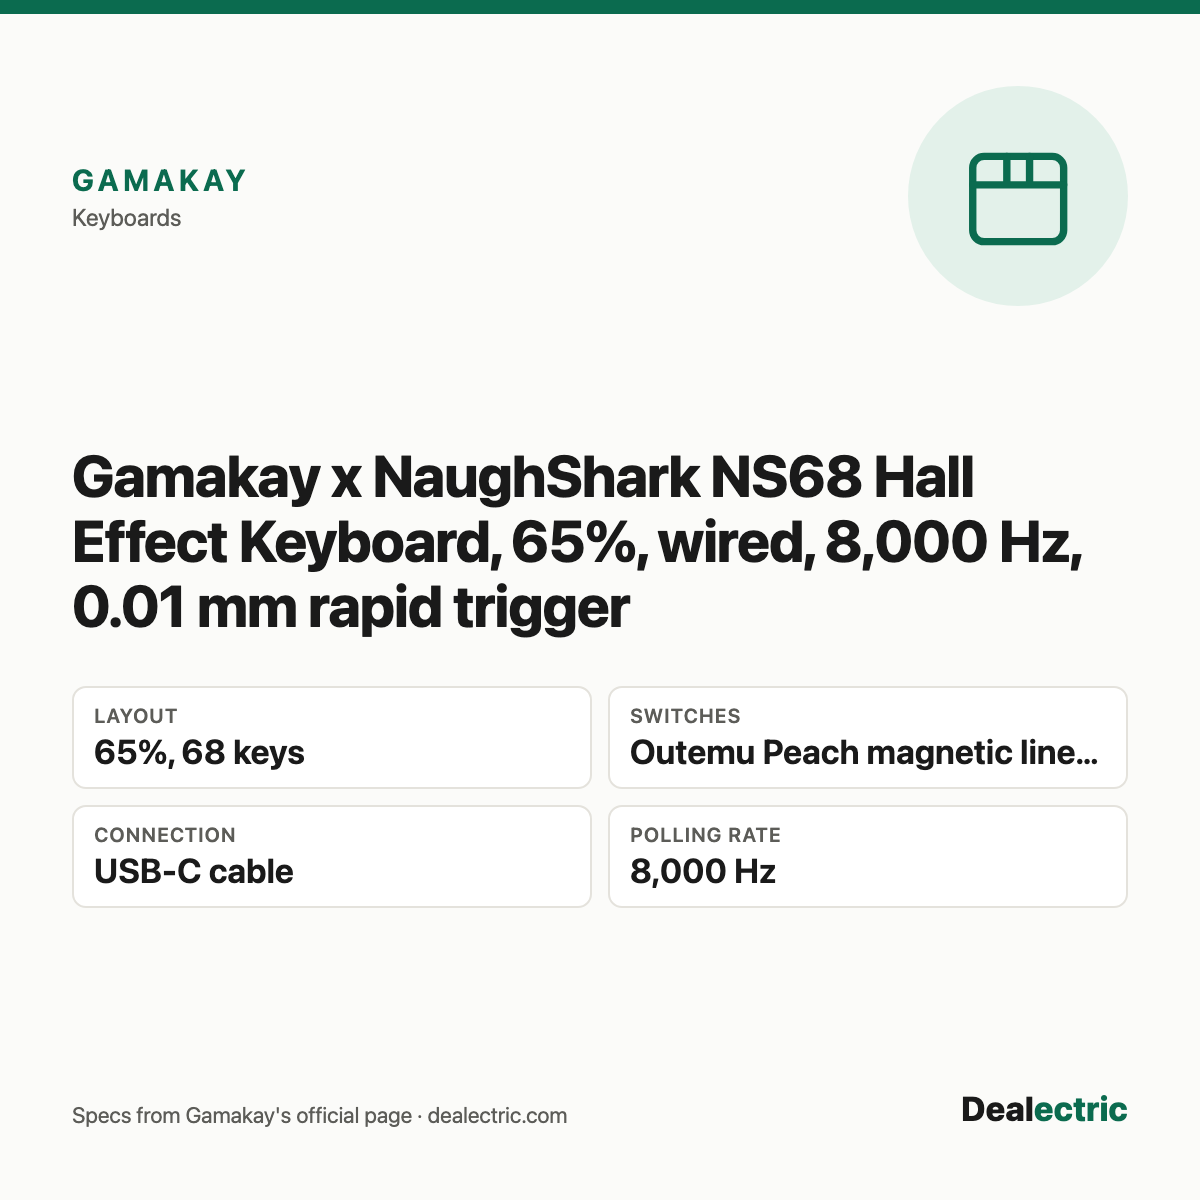 GAMAKAY
Keyboards
Gamakay x NaughShark NS68 Hall
Effect Keyboard, 65%, wired, 8,000 Hz,
0.01 mm rapid trigger
LAYOUT
65%, 68 keys
SWITCHES
Outemu Peach magnetic line…
CONNECTION
USB-C cable
POLLING RATE
8,000 Hz
Specs from Gamakay's official page · dealectric.com
Dealectric